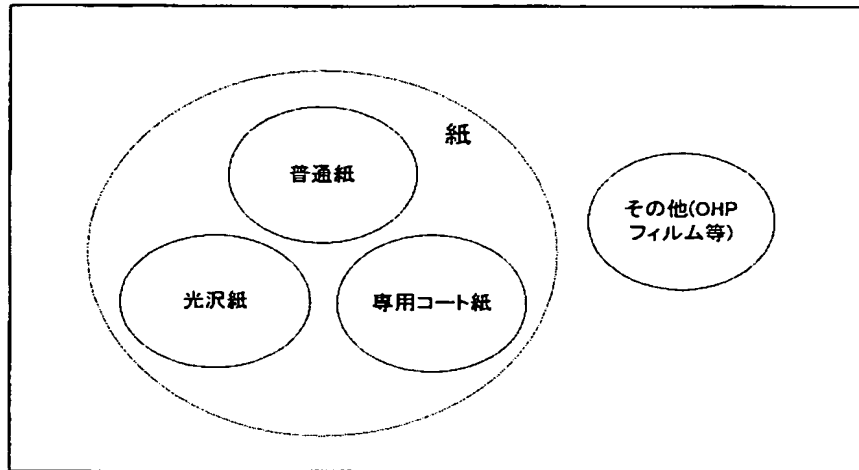 紙
普通紙
その他(OHP
フィルム等)
光沢紙
専用コート紙